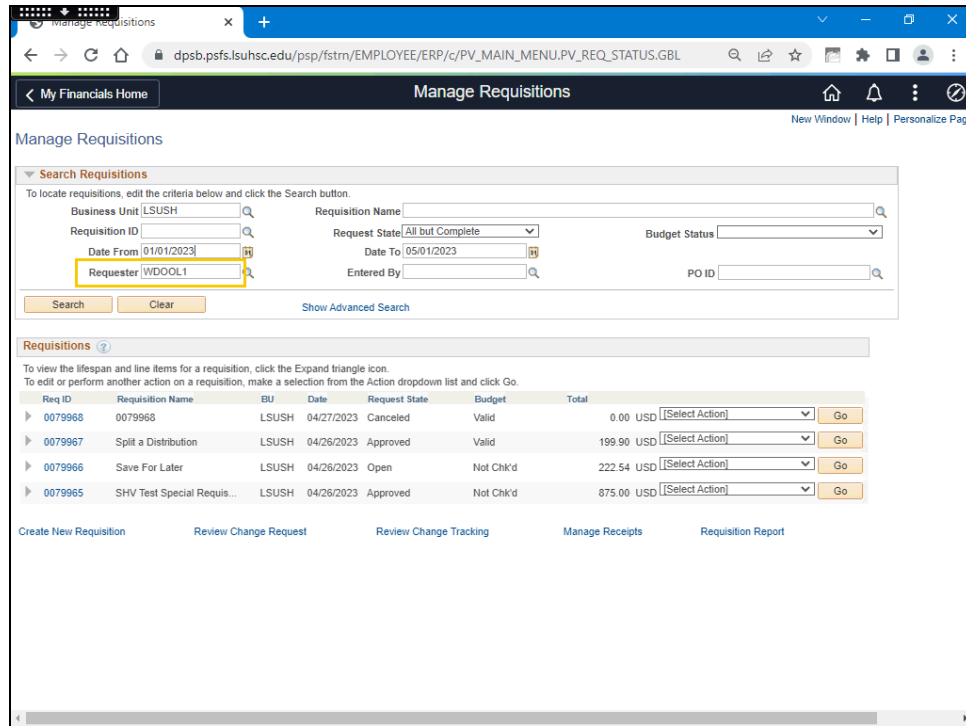 Manage Requisitions
dpsb.psfs.lsuhsc.edu/psp/fstrn/EMPLOYEE/ERP/c/PV_MAIN_MENU.PV_REQ_STATUS.GBL
My Financials Home Manage Requisitions
New Window | Help | Personalize Pag
Manage Requisitions
Search Requisitions
To locate requisitions, edit the criteria below and click the Search button.
Business Unit LSUSH Requisition Name
Requisition ID Request State All but Complete Budget Status
Date From 01/01/2023 Date To 05/01/2023
Requester WDOOL1 Entered By PO ID
Search Clear Show Advanced Search
Requisitions ?
To view the lifespan and line items for a requisition, click the Expand triangle icon.
To edit or perform another action on a requisition, make a selection from the Action dropdown list and click Go.
Req ID Requisition Name BU Date Request State Budget Total
0079968 0079968 LSUSH 04/27/2023 Canceled Valid 0.00 USD [Select Action] Go
0079967 Split a Distribution LSUSH 04/26/2023 Approved Valid 199.90 USD [Select Action] Go
0079966 Save For Later LSUSH 04/26/2023 Open Not Chk'd 222.54 USD [Select Action] Go
0079965 SHV Test Special Requis... LSUSH 04/26/2023 Approved Not Chk'd 875.00 USD [Select Action] Go
Create New Requisition Review Change Request Review Change Tracking Manage Receipts Requisition Report